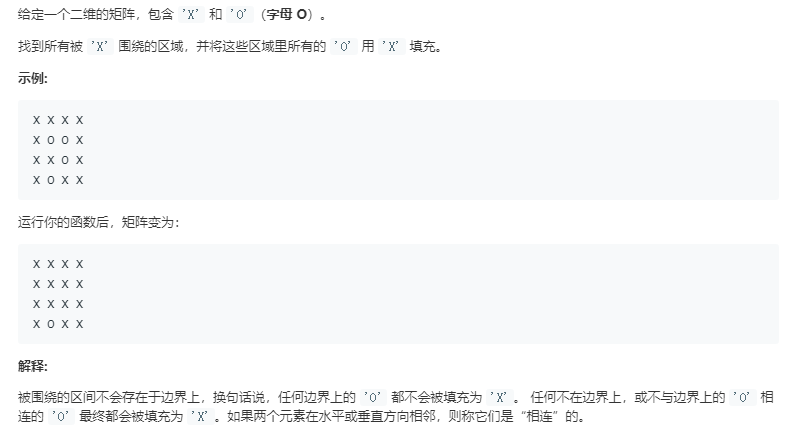 给定一个二维的矩阵，包含 'X' 和 'O'（字母 O）。
找到所有被 'X' 围绕的区域，并将这些区域里所有的 'O' 用 'X' 填充。
示例:
X X X X
X O O X
X X O X
X O X X
运行你的函数后，矩阵变为：
X X X X
X X X X
X X X X
X O X X
解释:
被围绕的区间不会存在于边界上，换句话说，任何边界上的 'O' 都不会被填充为 'X'。 任何不在边界上，或不与边界上的 'O' 相
连的 'O' 最终都会被填充为 'X'。如果两个元素在水平或垂直方向相邻，则称它们是“相连”的。